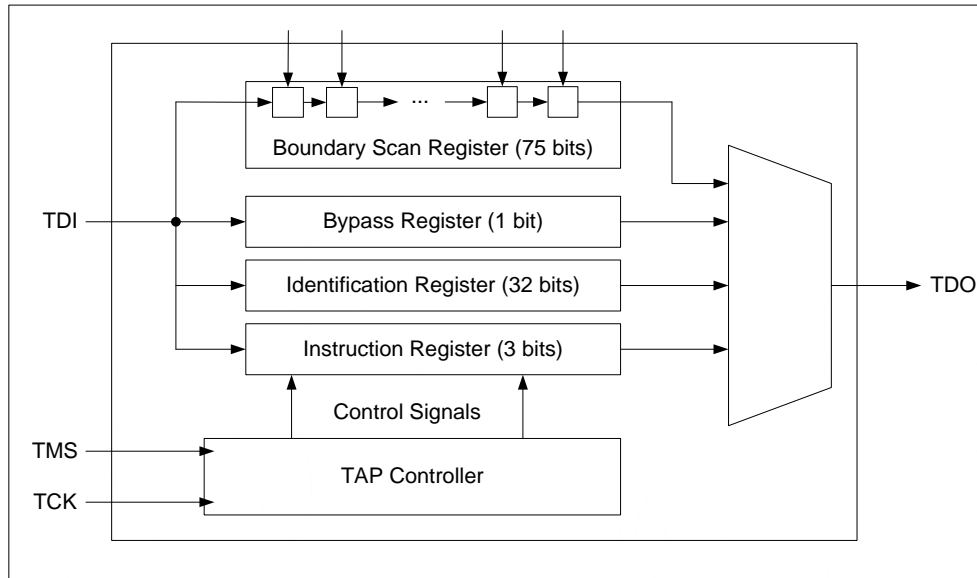 ...
Boundary Scan Register (75 bits)
TDI
Bypass Register (1 bit)
Identification Register (32 bits)
TDO
Instruction Register (3 bits)
Control Signals
TMS
TAP Controller
TCK